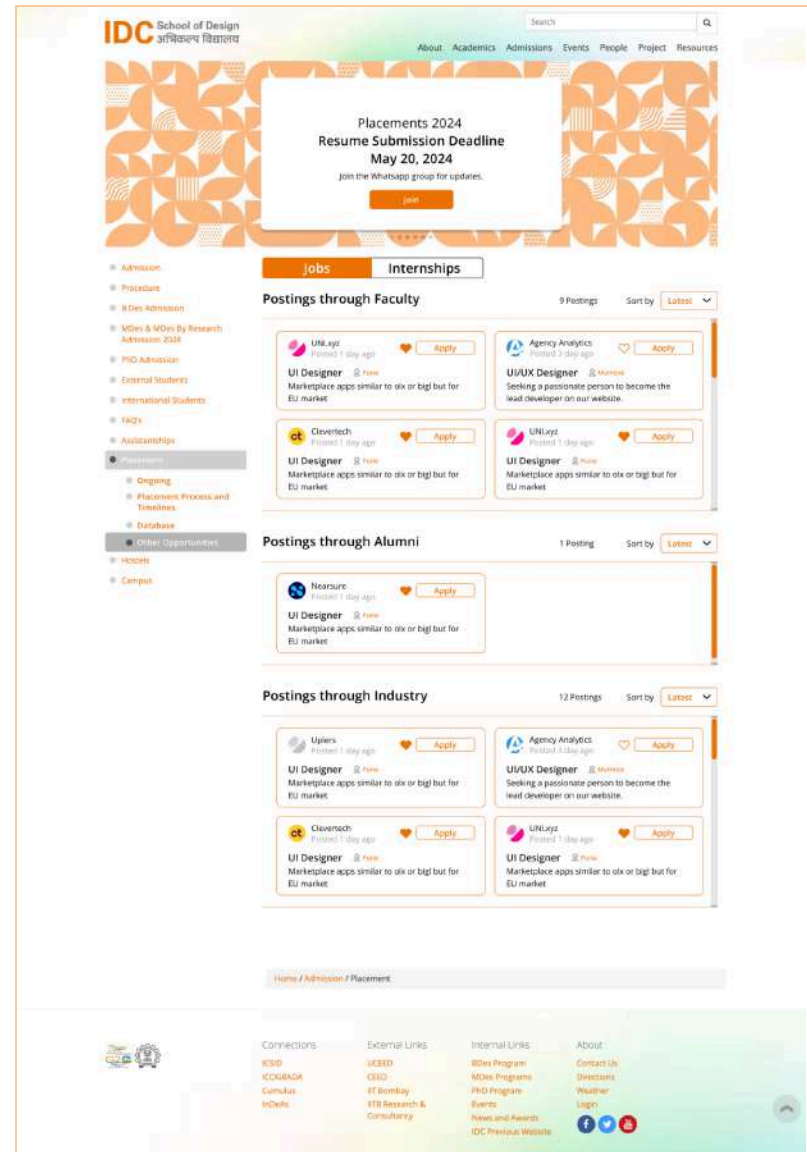 IDC School of Design
अभिकल्प विद्यालय
Search
About Academics Admissions Events People Project Resources
Placements 2024
Resume Submission Deadline
May 20, 2024
Join the Whatsapp group for updates.
Join
Admission
Procedure
B.Des Admission
MDes & MDes By Research
Admission 2024
PhD Admission
External Students
International Students
FAQ's
Assistantships
Placement
Ongoing
Placement Process and
Timelines
Database
Other Opportunities
Hostels
Campus
Jobs Internships
Postings through Faculty 9 Postings Sort by Latest
UNI.xyz
Posted 1 day ago
Apply
UI Designer Pune
Marketplace apps similar to olx or bigl but for
EU market
Agency Analytics
Posted 3 day ago
Apply
UI/UX Designer Mumbai
Seeking a passionate person to become the
lead developer on our website.
Clevertech
Posted 1 day ago
Apply
UI Designer Pune
Marketplace apps similar to olx or bigl but for
EU market
UNI.xyz
Posted 1 day ago
Apply
UI Designer Pune
Marketplace apps similar to olx or bigl but for
EU market
Postings through Alumni 1 Posting Sort by Latest
Nearsure
Posted 1 day ago
Apply
UI Designer Pune
Marketplace apps similar to olx or bigl but for
EU market
Postings through Industry 12 Postings Sort by Latest
Uplers
Posted 1 day ago
Apply
UI Designer Pune
Marketplace apps similar to olx or bigl but for
EU market
Agency Analytics
Posted 3 day ago
Apply
UI/UX Designer Mumbai
Seeking a passionate person to become the
lead developer on our website.
ct
Clevertech
Posted 1 day ago
Apply
UI Designer Pune
Marketplace apps similar to olx or bigl but for
EU market
UNI.xyz
Posted 1 day ago
Apply
UI Designer Pune
Marketplace apps similar to olx or bigl but for
EU market
Home / Admission / Placement
Connections
ICSID
ICOGRADA
Cumulus
InDeAs
External Links
UCEED
CEED
IIT Bombay
IITB Research &
Consultancy
Internal Links
BDes Program
MDes Programs
PhD Program
Events
News and Awards
IDC Previous Website
About
Contact Us
Directions
Weather
Login